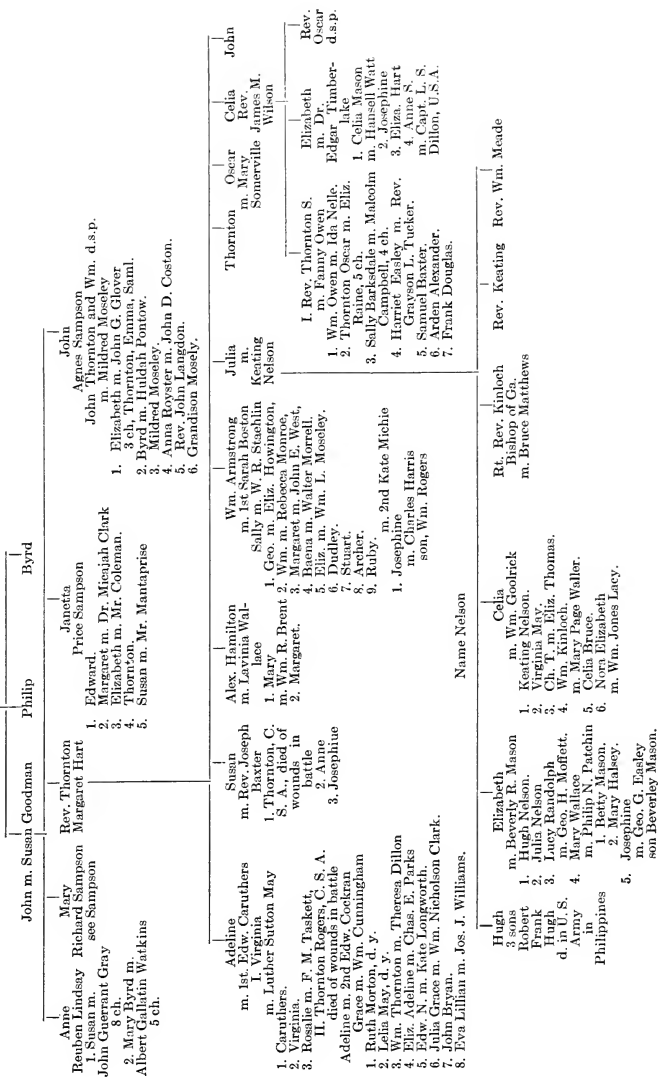 John m. Susan Goodman
Philip
Byrd
Anne
Reuben Lindsay
1. Susan m.
John Guerrant Gray
8 ch.
2. Mary Byrd m.
Albert Gallatin Watkins
5 ch.
Mary
Richard Sampson
see Sampson
Rev. Thornton
Margaret Hart
Janetta
Price Sampson
1. Edward.
2. Margaret m. Dr. Micajah Clark
3. Elizabeth m. Mr. Coleman.
4. Thornton.
5. Susan m. Mr. Mantaprise
John
Agnes Sampson
John Thornton and Wm. d.s.p.
m. Mildred Moseley
1. Elizabeth m. John G. Glover
3 ch, Thornton, Emma, Saml.
2. Byrd m. Huldah Pontow.
3. Mildred Moseley.
4. Anna Royster m. John D. Coston.
5. Rev. John Langdon.
6. Grandison Mosely.
Adeline
m. 1st. Edw. Caruthers
I. Virginia
m. Luther Sutton May
1. Caruthers.
2. Virginia.
3. Rosalie m. F. M. Taskett,
II. Thornton Rogers, C. S. A.
died of wounds in battle
Adeline m. 2nd Edw. Cockran
Grace m. Wm. Cunningham
1. Ruth Morton, d. y.
2. Lelia May, d. y.
3. Wm. Thornton m. Theresa Dillon
4. Eliz. Adeline m. Chas. E. Parks
5. Edw. N. m. Kate Longworth.
6. Julia Grace m. Wm. Nicholson Clark.
7. John Bryan.
8. Eva Lillian m. Jos. J. Williams.
Susan
m. Rev. Joseph
Baxter
1. Thornton, C.
S. A., died of
wounds in
battle
2. Anne
3. Josephiue
Alex. Hamilton
m. Lavinia Wal-
lace
1. Mary
m. Wm. R. Brent
2. Margaret.
Wm. Armstrong
m. 1st Sarah Boston
Sally m. W. R. Staehlin
1. Geo. m. Eliz. Howington,
2. Wm. m. Rebecca Monroe,
3. Margaret m. John E. West,
4. Baena m. Walter Morrell.
5. Eliz. m. Wm. L. Moseley.
6. Dudley.
7. Stuart.
8. Archer.
9. Ruby.
m. 2nd Kate Michie
1. Josephine
m. Charles Harris
son, Wm. Rogers
Julia
m.
Keating
Nelson
Thornton
Oscar
m. Mary
Somerville
Celia
Rev.
James M.
Wilson
John
I. Rev. Thornton S.
m. Fanny Owen
1. Wm. Owen m. Ida Nelle.
2. Thornton Oscar m. Eliz.
Raine, 5 ch.
3. Sally Barksdale m. Malcolm
Campbell, 4 ch.
4. Harriet Easley m. Rev.
Grayson L. Tucker.
5. Samuel Baxter.
6. Arden Alexander.
7. Frank Douglas.
Elizabeth
m. Dr.
Edgar Timber-
lake
1. Celia Mason
m. Hansell Watt
2. Josephine
3. Eliza. Hart
4. Anne S.
m. Capt. L. S.
Dillon, U.S.A.
Rev.
Oscar
d.s.p.
Name Nelson
Hugh
3 sons
Robert
Frank
Hugh
d. in U. S.
Army
in
Philippines
Elizabeth
m. Beverly R. Mason
1. Hugh Nelson.
2. Julia Nelson
3. Lucy Randolph
m. Geo. H. Moffett.
4. Mary Wallace
m. Philip N. Patchin
1. Betty Mason.
2. Mary Halsey.
5. Josephine
m. Geo. G. Easley
son Beverley Mason.
Celia
m. Wm. Goolrick
1. Keating Nelson.
2. Virginia May.
3. Ch. T. m. Eliz. Thomas.
4. Wm. Kinloch.
m. Mary Page Waller.
5. Celia Bruce.
6. Nora Elizabeth
m. Wm. Jones Lacy.
Rt. Rev. Kinloch
Bishop of Ga.
m. Bruce Matthews
Rev. Keating
Rev. Wm. Meade